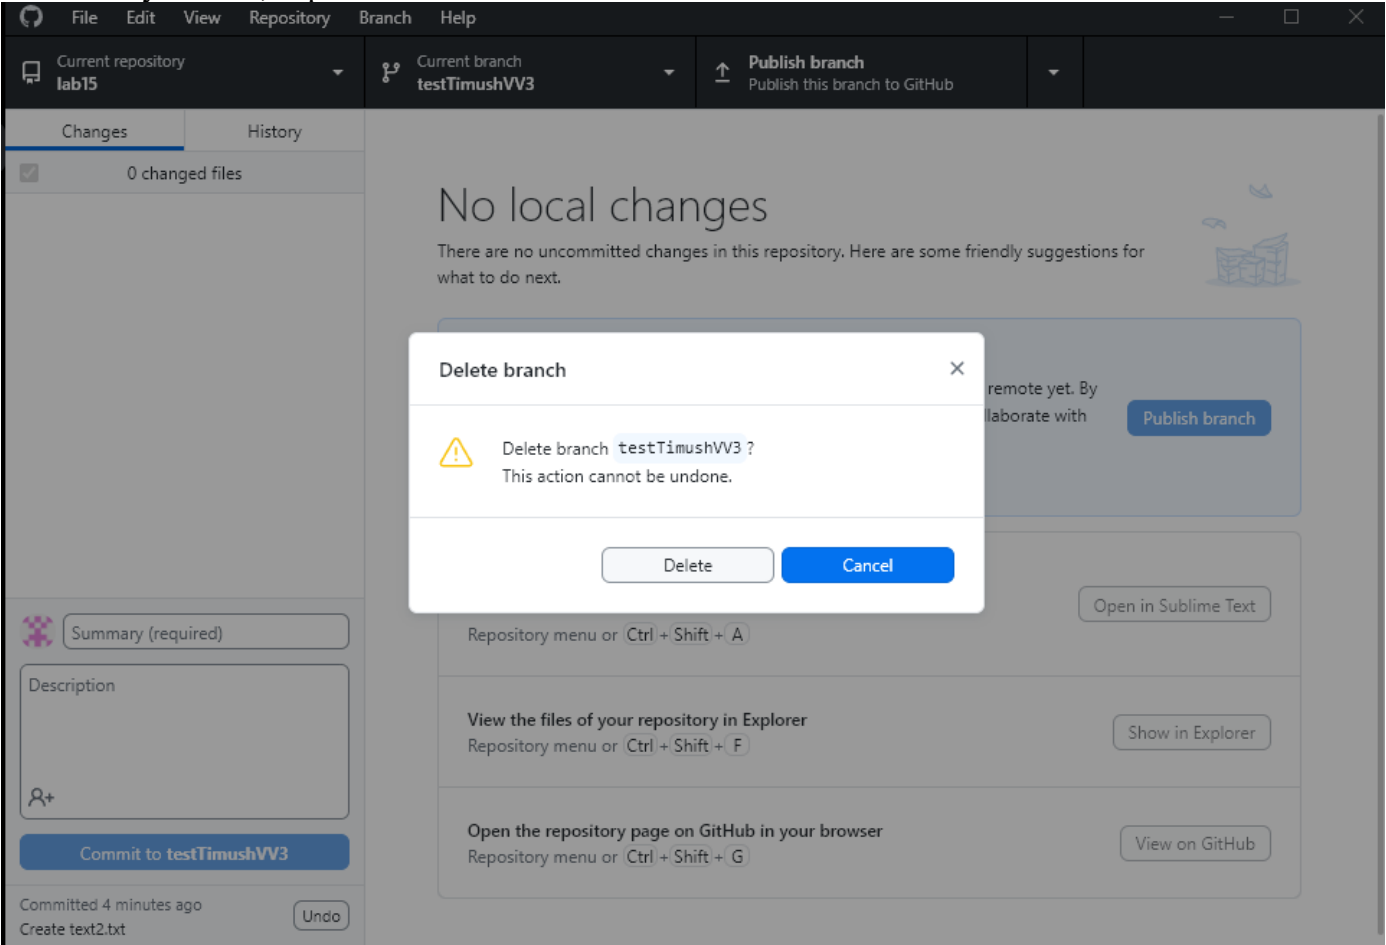 File Edit View Repository Branch Help
Current repository
lab15
Current branch
testTimushVV3
Publish branch
Publish this branch to GitHub
Changes History
0 changed files
No local changes
There are no uncommitted changes in this repository. Here are some friendly suggestions for
what to do next.
remote yet. By
laborate with
Publish branch
Delete branch
Delete branch testTimushVV3 ?
This action cannot be undone.
Delete Cancel
Open in Sublime Text
Repository menu or Ctrl + Shift + A
View the files of your repository in Explorer
Repository menu or Ctrl + Shift + F
Show in Explorer
Open the repository page on GitHub in your browser
Repository menu or Ctrl + Shift + G
View on GitHub
Summary (required)
Description
Commit to testTimushVV3
Committed 4 minutes ago
Create text2.txt
Undo